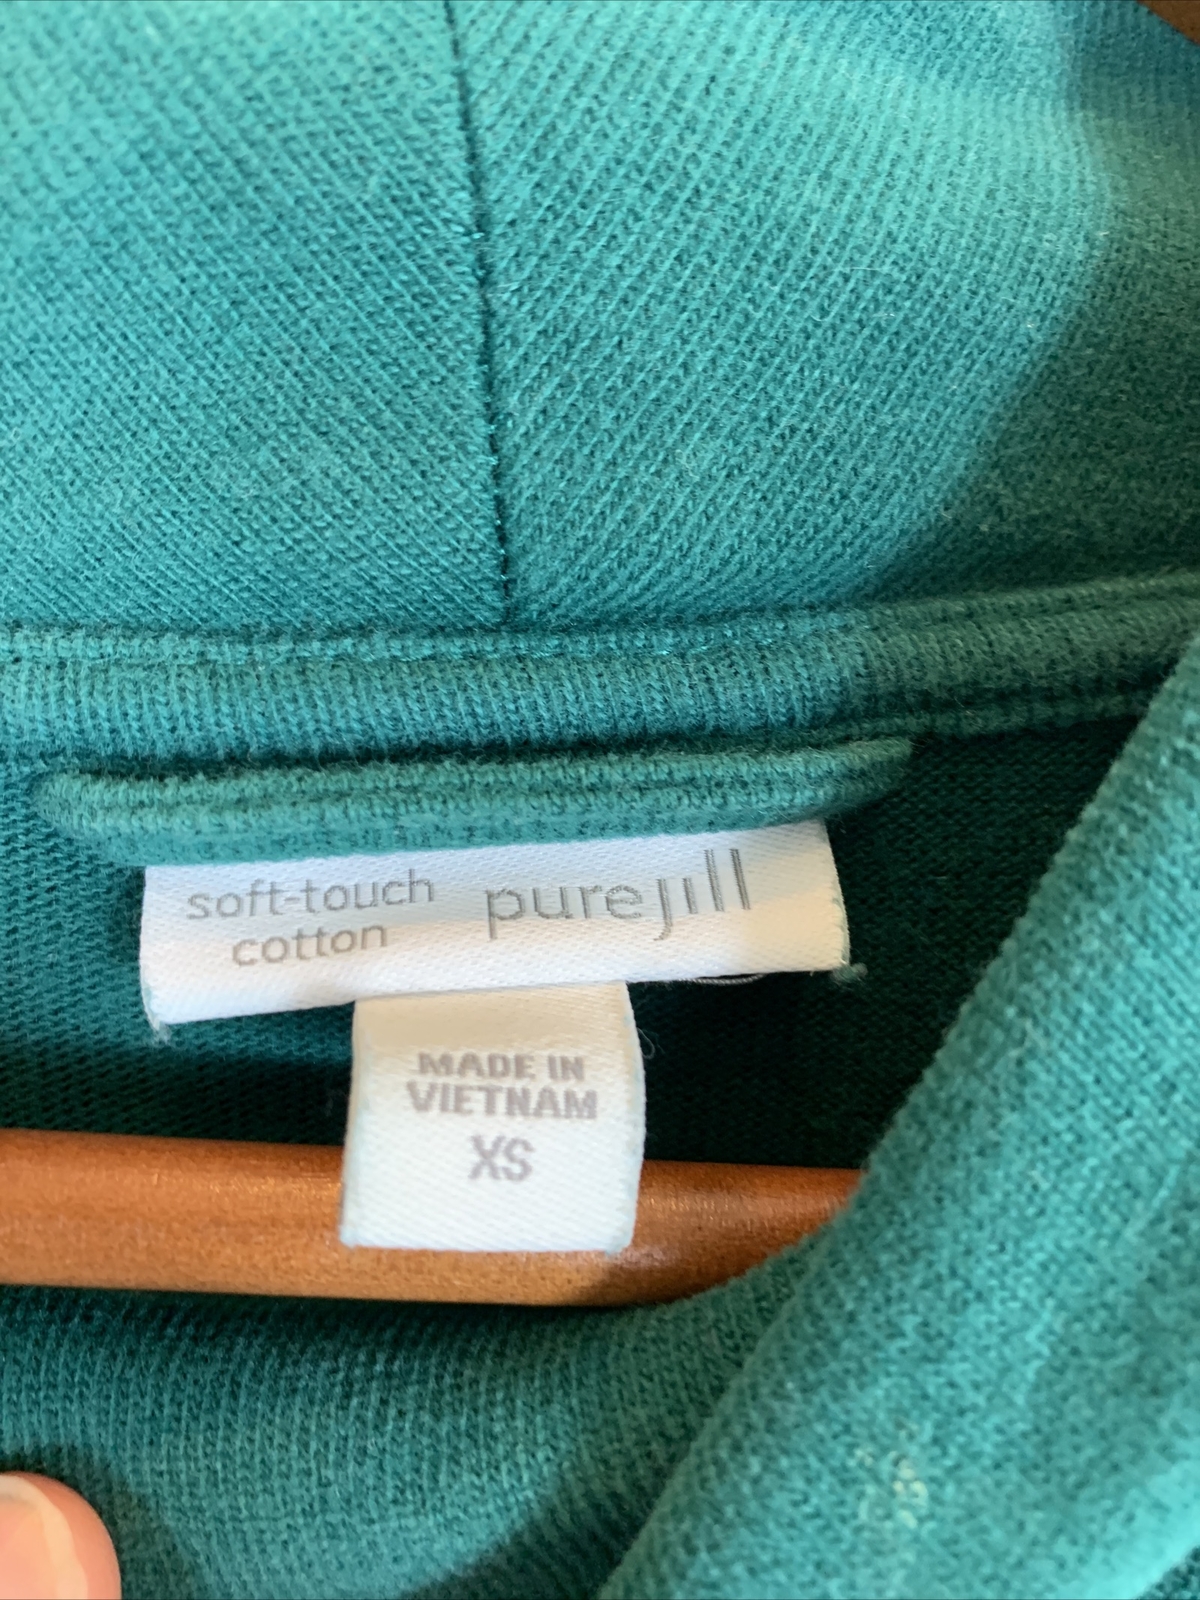 soft-touch
cotton
purejill
MADE IN
VIETNAM
XS